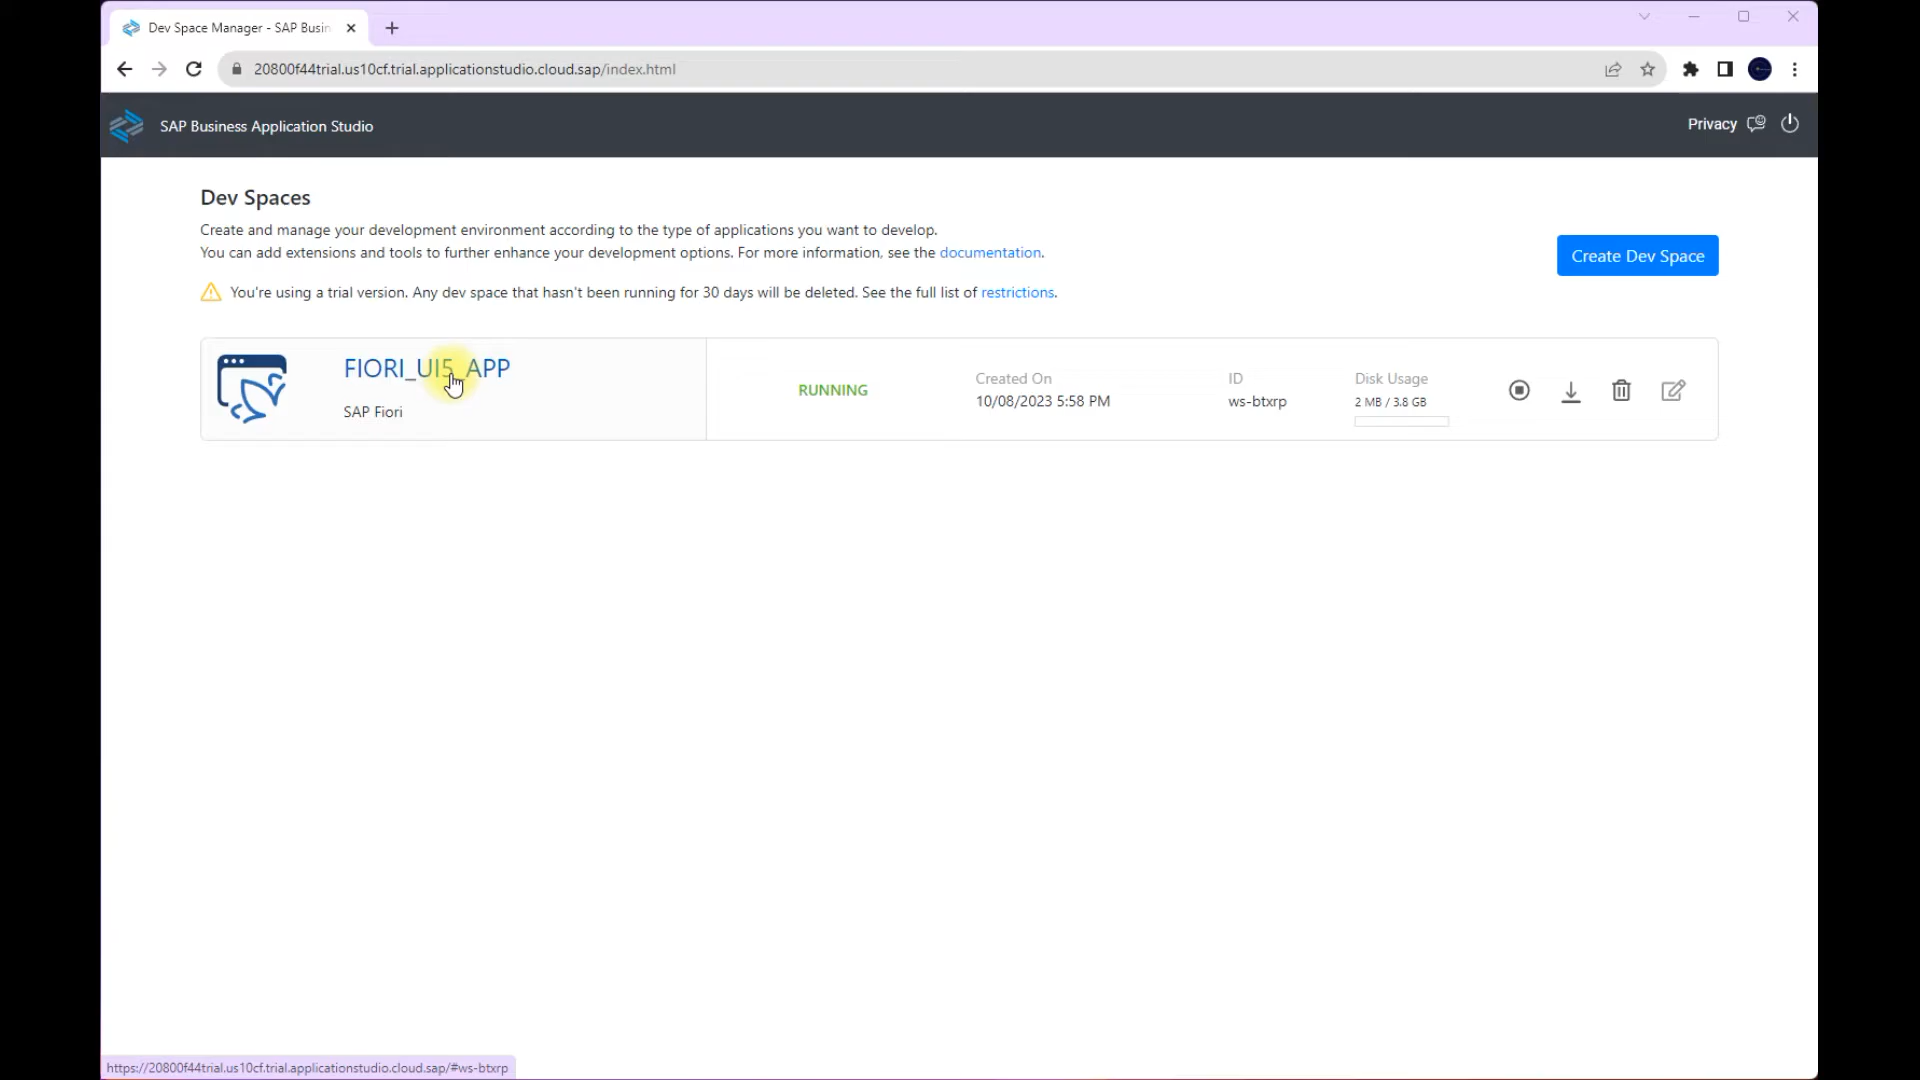 Dev Space Manager - SAP Busin
20800f44trial.us10cf.trial.applicationstudio.cloud.sap/index.html
SAP Business Application Studio
Privacy
Dev Spaces
Create and manage your development environment according to the type of applications you want to develop.
You can add extensions and tools to further enhance your development options. For more information, see the documentation.
Create Dev Space
You're using a trial version. Any dev space that hasn't been running for 30 days will be deleted. See the full list of restrictions.
FIORI_UI5_APP
SAP Fiori
RUNNING
Created On
10/08/2023 5:58 PM
ID
ws-btxrp
Disk Usage
2 MB / 3.8 GB
https://20800f44trial.us10cf.trial.applicationstudio.cloud.sap/#ws-btxrp